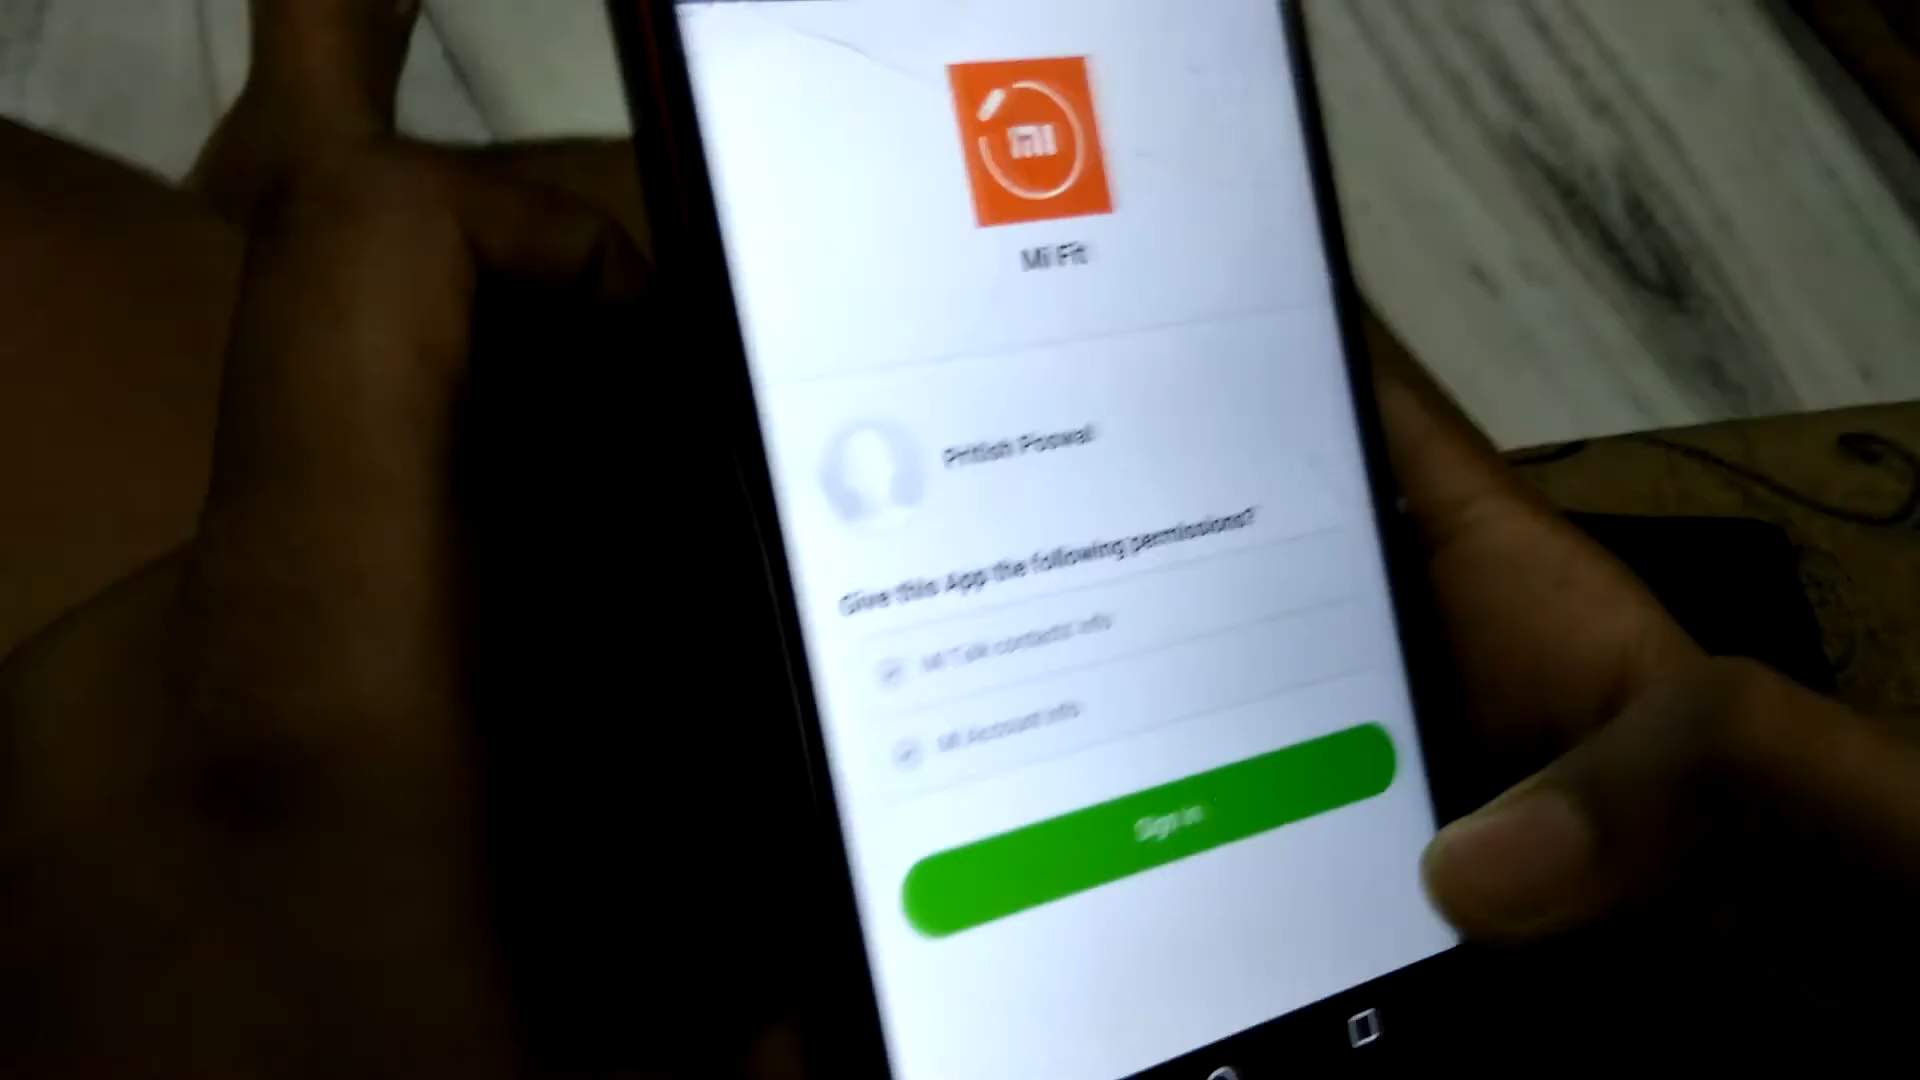 MI
Mi Fit
Pritish Poswal
Give this App the following permissions?
Mi Talk contacts info
Mi Account info
Sign in